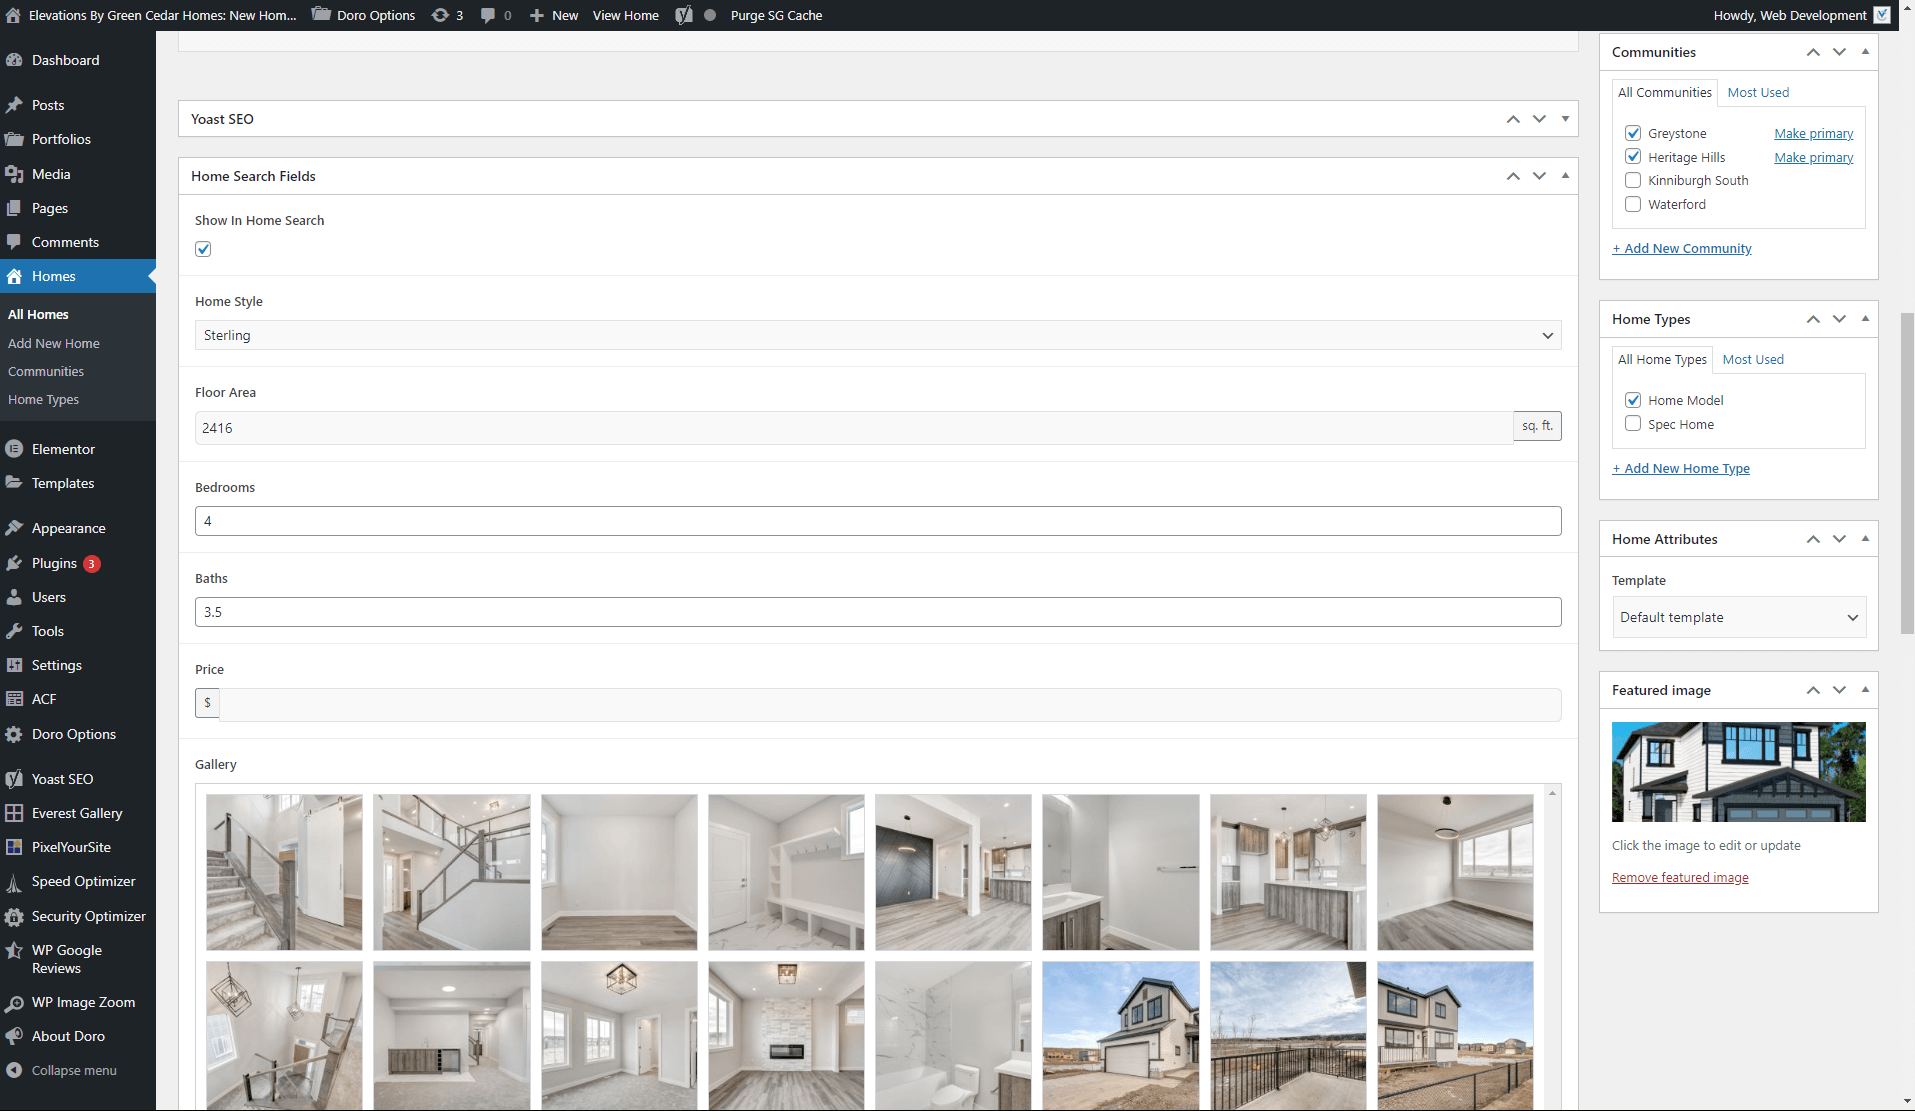 Elevations By Green Cedar Homes: New Hom...
Doro Options
3
0
New
View Home
Purge SG Cache
Howdy, Web Development
Dashboard
Posts
Portfolios
Media
Pages
Comments
Homes
All Homes
Add New Home
Communities
Home Types
Elementor
Templates
Appearance
Plugins 3
Users
Tools
Settings
ACF
Doro Options
Yoast SEO
Everest Gallery
PixelYourSite
Speed Optimizer
Security Optimizer
WP Google
Reviews
WP Image Zoom
About Doro
Collapse menu
Yoast SEO
Home Search Fields
Show In Home Search
Home Style
Sterling
Floor Area
2416 sq. ft.
Bedrooms
4
Baths
3.5
Price
$
Gallery
Communities
All Communities Most Used
Greystone Make primary
Heritage Hills Make primary
Kinniburgh South
Waterford
+ Add New Community
Home Types
All Home Types Most Used
Home Model
Spec Home
+ Add New Home Type
Home Attributes
Template
Default template
Featured image
Click the image to edit or update
Remove featured image